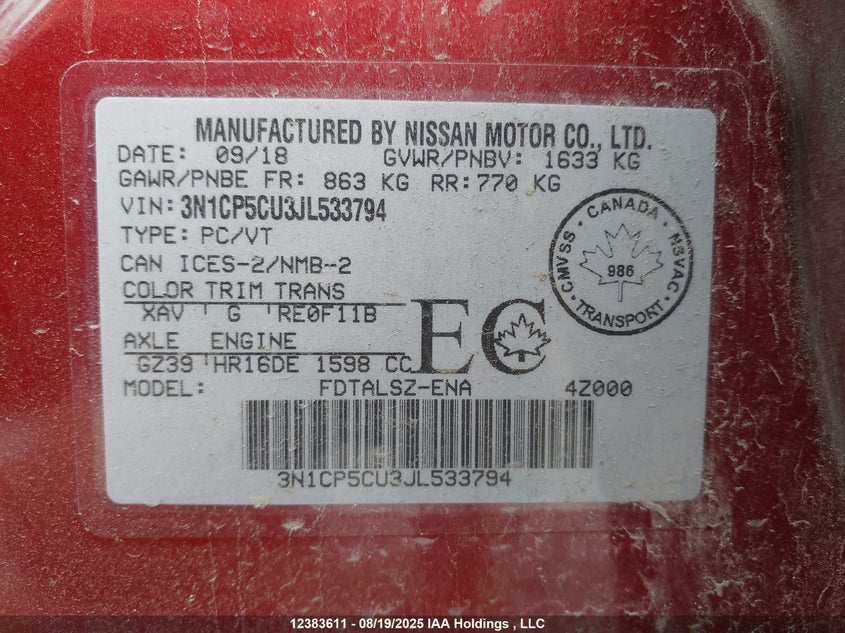 MANUFACTURED BY NISSAN MOTOR CO., LTD.
DATE: 09/18 GVWR/PNBV: 1633 KG
GAWR/PNBE FR: 863 KG RR: 770 KG
VIN: 3N1CP5CU3JL533794
TYPE: PC/VT
CAN ICES-2/NMB-2
COLOR TRIM TRANS
XAV ' G 'RE0F11B
AXLE ENGINE
GZ39 'HR16DE 1598 CC
EC
CMVSS · CANADA · NSVAC · TRANSPORT ·
986
MODEL: FDTALSZ-ENA 4Z000
3N1CP5CU3JL533794
12383611 - 08/19/2025 IAA Holdings , LLC